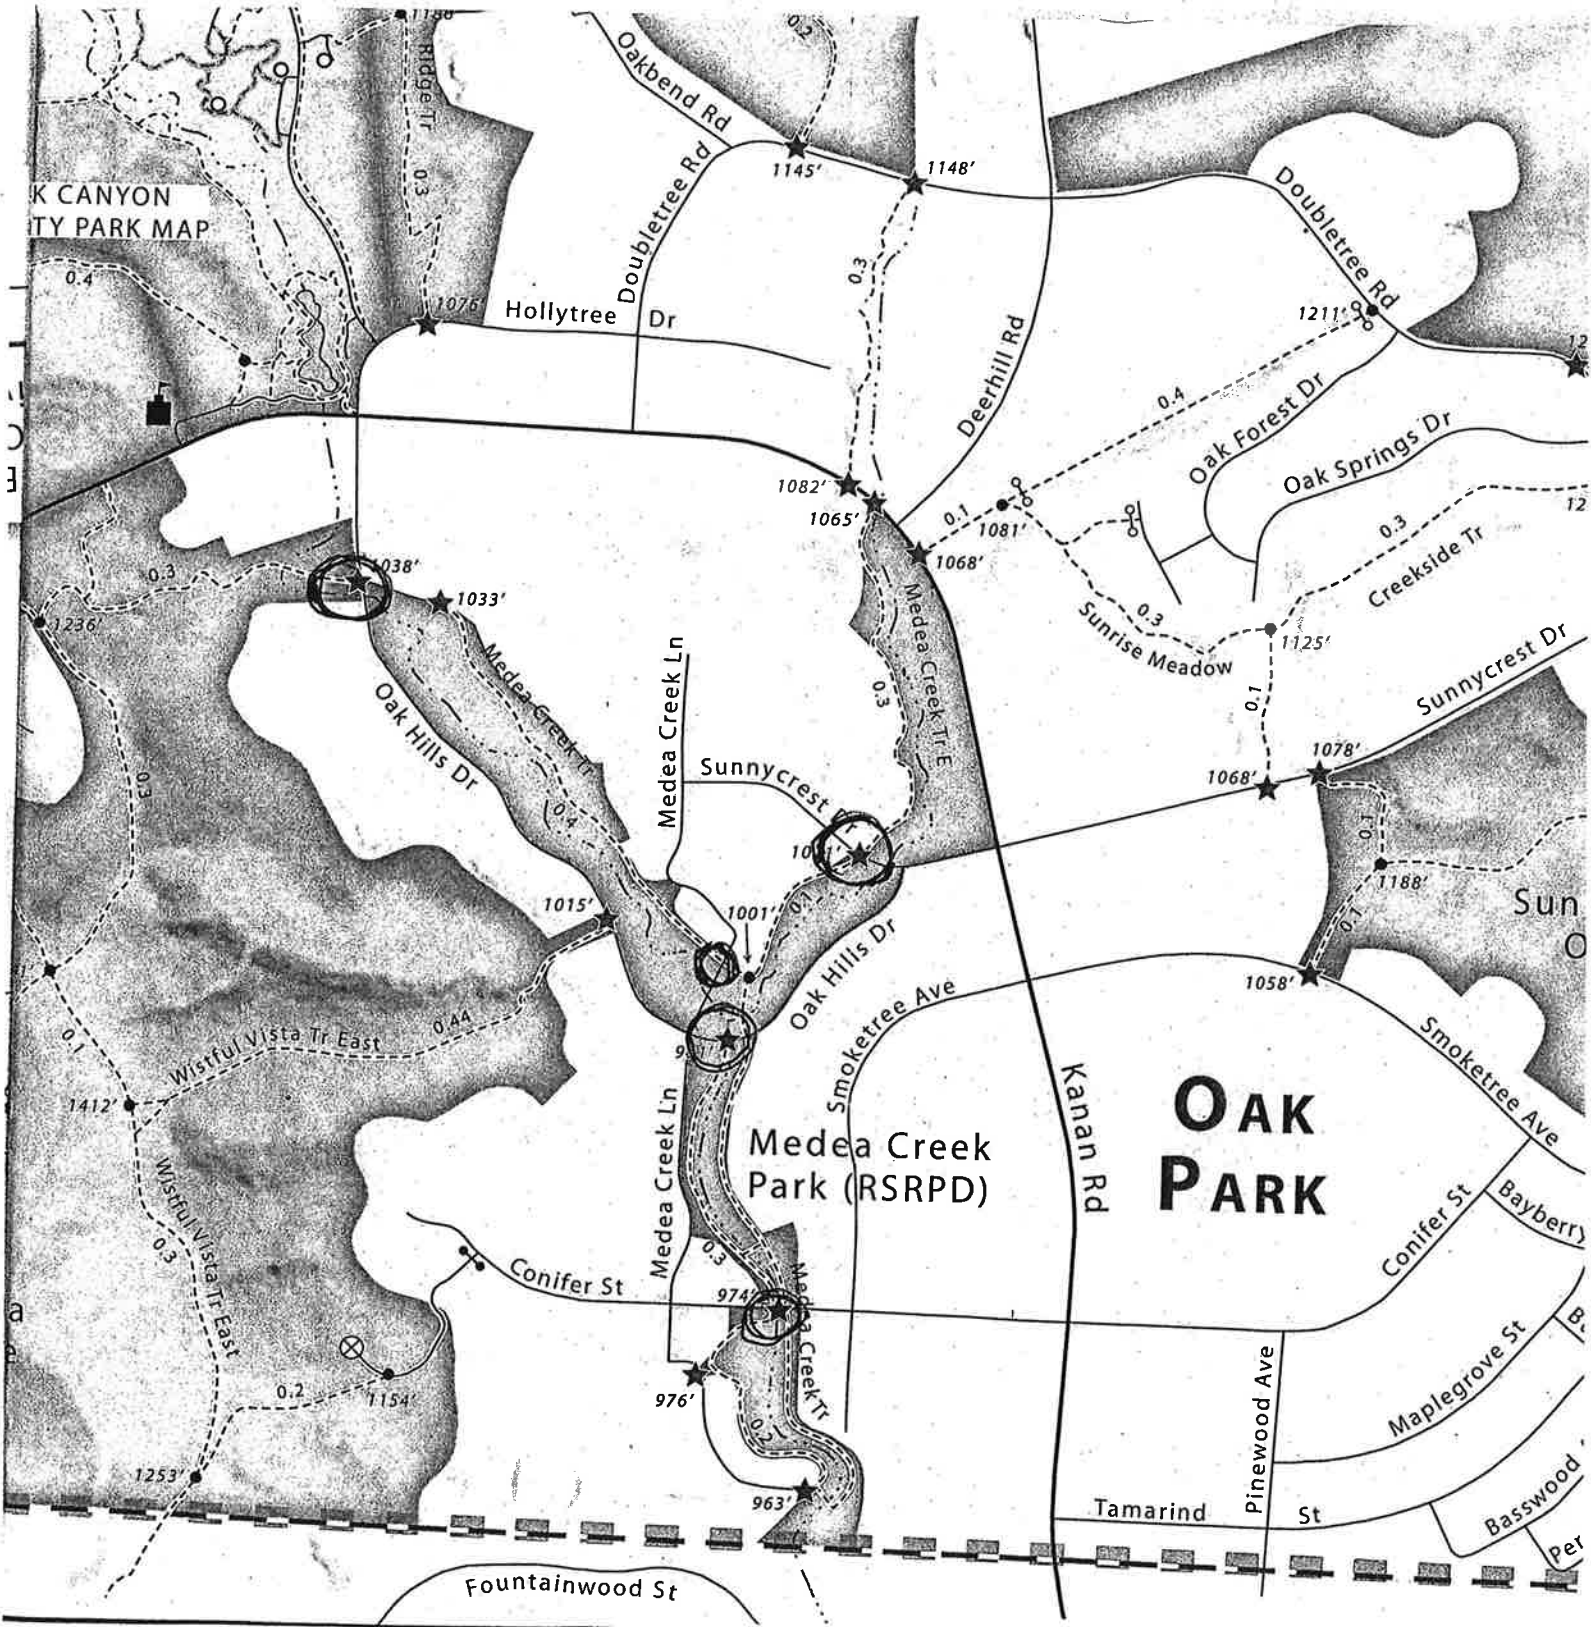 1186'
0.2
Oakbend Rd
Ridge Tr
0.3
1145'
1148'
Doubletree Rd
Doubletree Rd
K CANYON
TY PARK MAP
0.4
1076'
Hollytree Dr
0.3
Deerhill Rd
1211'
12
0.4
Oak Forest Dr
Oak Springs Dr
1082'
1065'
0.1
1081'
1068'
12
0.3
Creekside Tr
0.3
1038'
1033'
1236'
Medea Creek Tr E
0.3
Sunrise Meadow
1125'
0.3
0.1
Sunnycrest Dr
Medea Creek Tr
Oak Hills Dr
Medea Creek Ln
Sunnycrest Dr
0.3
1068'
1078'
0.4
0.1
1188'
0.1
Sun
O
1015'
1001'
0.1
Oak Hills Dr
Smoketree Ave
1058'
Smoketree Ave
0.1
Wistful Vista Tr East
0.44
1412'
Medea Creek Ln
Medea Creek
Park (RSRPD)
Kanan Rd
OAK
PARK
Wistful Vista Tr East
0.3
Conifer St
Bayberry
Conifer St
0.3
974'
Medea Creek Tr
a
976'
0.2
1154'
0.2
Maplegrove St
Pinewood Ave
1253'
963'
Tamarind St
Basswood
Per
Fountainwood St